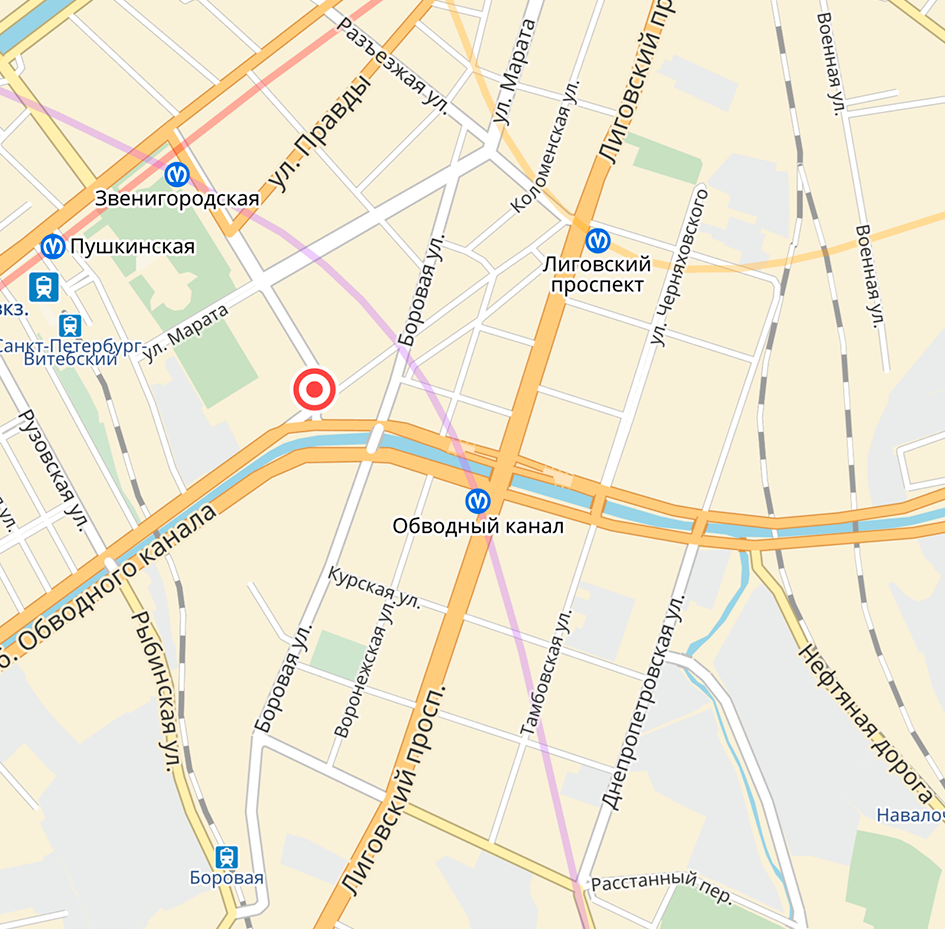 Разъезжая ул.
ул. Марата
Лиговский пр
Военная ул.
ул. Правды
Коломенская ул.
Звенигородская
Пушкинская
Лиговский
проспект
ул. Черняховского
Военная ул.
Боровая ул.
вкз.
Санкт-Петербург-
Витебский
ул. Марата
Рузовская ул.
ул.
Обводный канал
б. Обводного канала
Курская ул.
Воронежская ул.
Рыбинская ул.
Боровая ул.
Тамбовская ул.
Днепропетровская ул.
Нефтяная дорога
Лиговский просп.
Навалоч
Боровая
Расстанный пер.